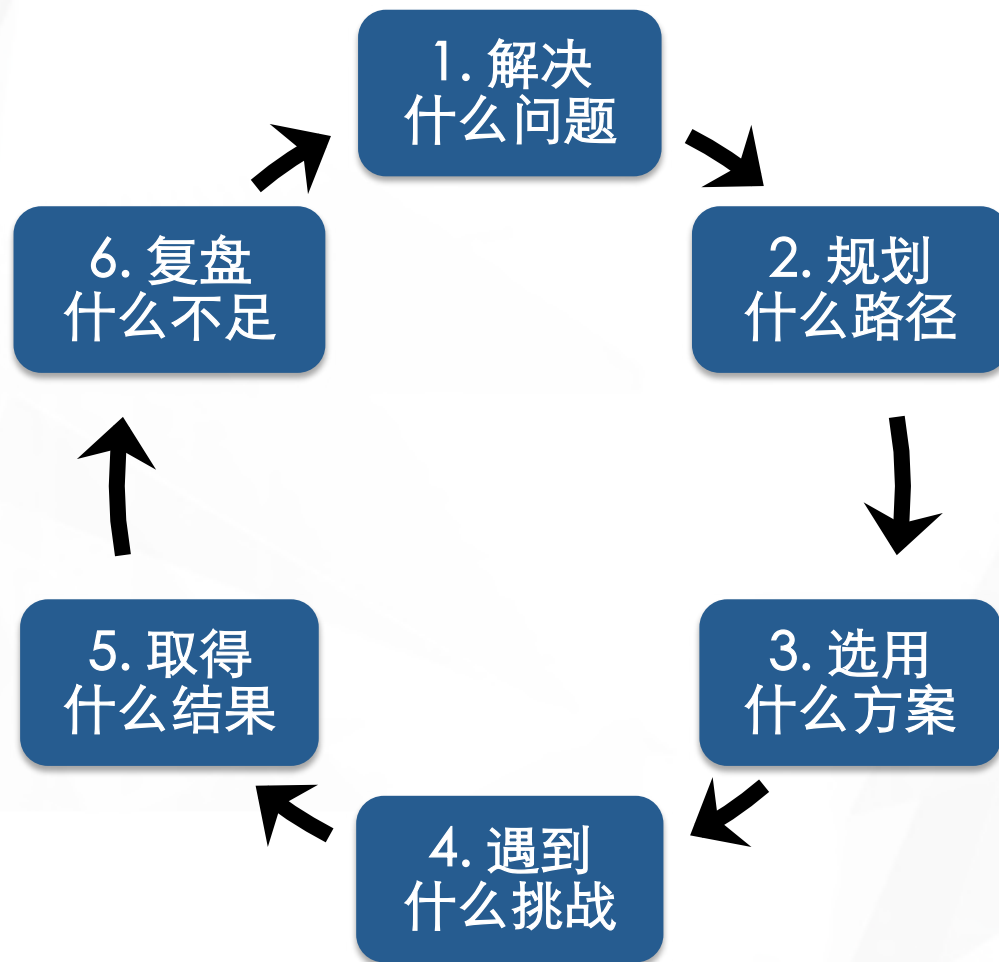 1. 解决
什么问题
2. 规划
什么路径
3. 选用
什么方案
4. 遇到
什么挑战
5. 取得
什么结果
6. 复盘
什么不足